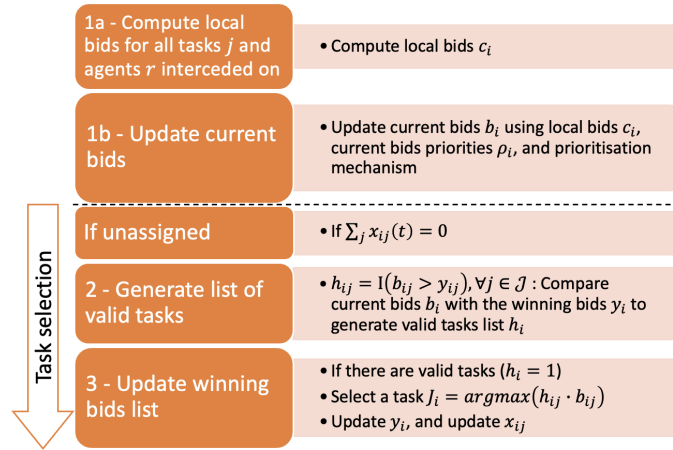 1a - Compute local
bids for all tasks 𝑗 and
agents 𝑟 interceded on
• Compute local bids 𝑐ᵢ
1b - Update current
bids
• Update current bids 𝑏ᵢ using local bids 𝑐ᵢ,
current bids priorities 𝜌ᵢ, and prioritisation
mechanism
Task selection
If unassigned
• If ∑ⱼ 𝑥ᵢⱼ(𝑡) = 0
2 - Generate list of
valid tasks
• ℎᵢⱼ = I(𝑏ᵢⱼ > 𝑦ᵢⱼ), ∀𝑗 ∈ 𝒥 : Compare
current bids 𝑏ᵢ with the winning bids 𝑦ᵢ to
generate valid tasks list ℎᵢ
3 - Update winning
bids list
• If there are valid tasks (ℎᵢ = 1)
• Select a task 𝐽ᵢ = 𝑎𝑟𝑔𝑚𝑎𝑥(ℎᵢⱼ · 𝑏ᵢⱼ)
• Update 𝑦ᵢ, and update 𝑥ᵢⱼ